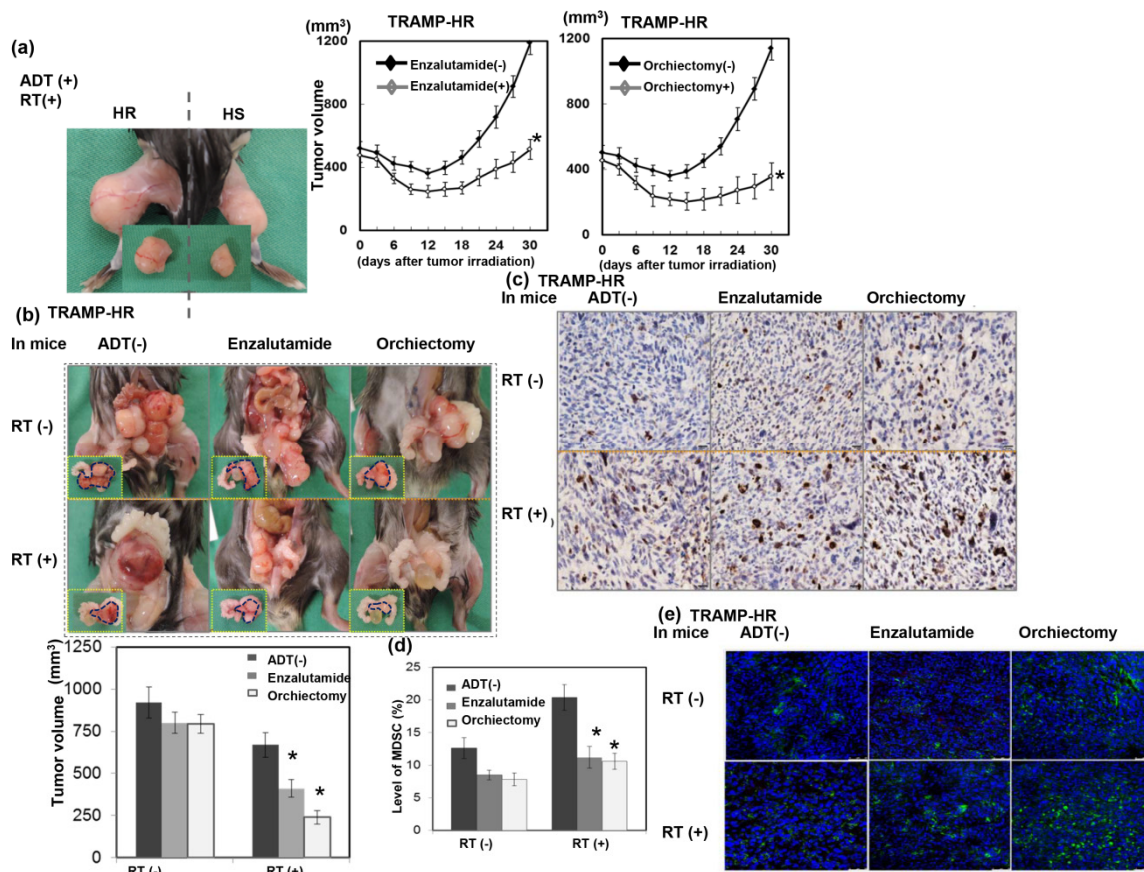 (a)
ADT (+)
RT(+)
HR HS
(mm³) TRAMP-HR
1200
800
400
0
Tumor volume
Enzalutamide(-)
Enzalutamide(+)
*
0 6 12 18 24 30
(days after tumor irradiation)
(mm³) TRAMP-HR
1200
800
600
400
200
0
Orchiectomy(-)
Orchiectomy+)
*
0 6 12 18 24 30
(days after tumor irradiation)
(b) TRAMP-HR
In mice ADT(-) Enzalutamide Orchiectomy
RT (-)
RT (+)
1250
1000
750
500
250
0
Tumor volume (mm³)
ADT(-)
Enzalutamide
Orchiectomy
* *
RT (-) RT (+)
(c) TRAMP-HR
In mice ADT(-) Enzalutamide Orchiectomy
RT (-)
RT (+))
(d)
25
20
15
10
5
0
Level of MDSC (%)
ADT(-)
Enzalutamide
Orchiectomy
* *
RT (-) RT (+)
(e) TRAMP-HR
In mice ADT(-) Enzalutamide Orchiectomy
RT (-)
RT (+)